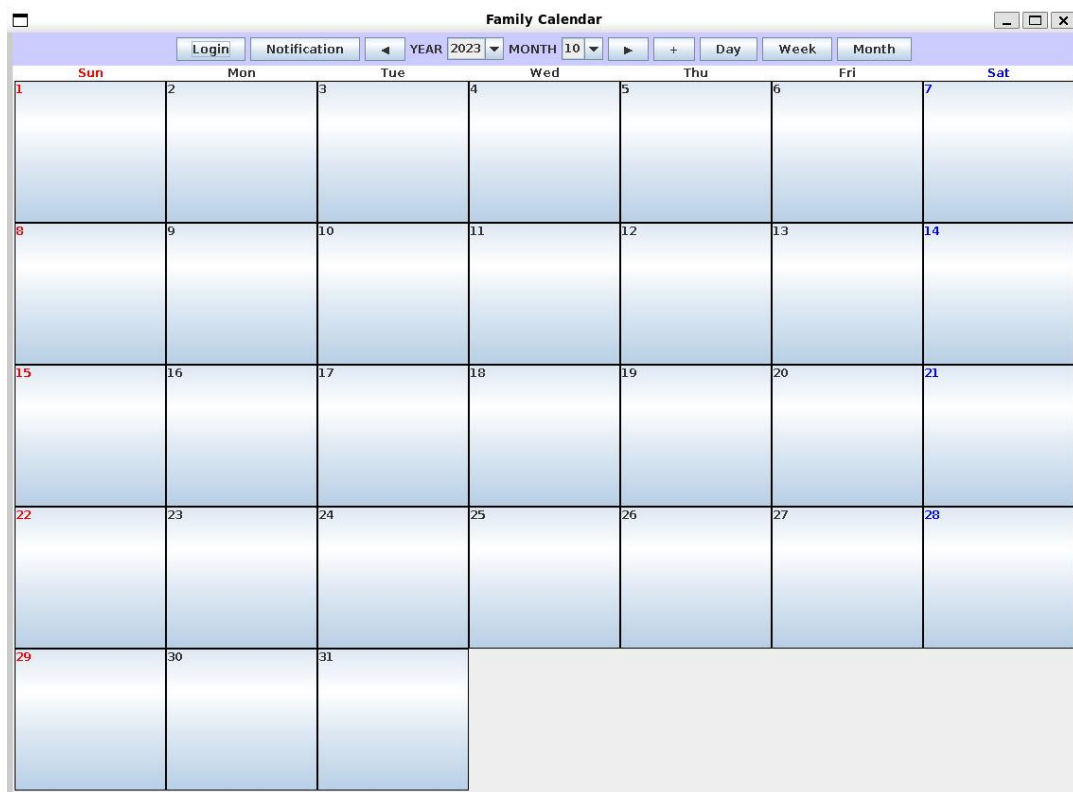 Family Calendar
Login Notification ◄ YEAR 2023 MONTH 10 ► + Day Week Month
Sun Mon Tue Wed Thu Fri Sat
1 2 3 4 5 6 7
8 9 10 11 12 13 14
15 16 17 18 19 20 21
22 23 24 25 26 27 28
29 30 31